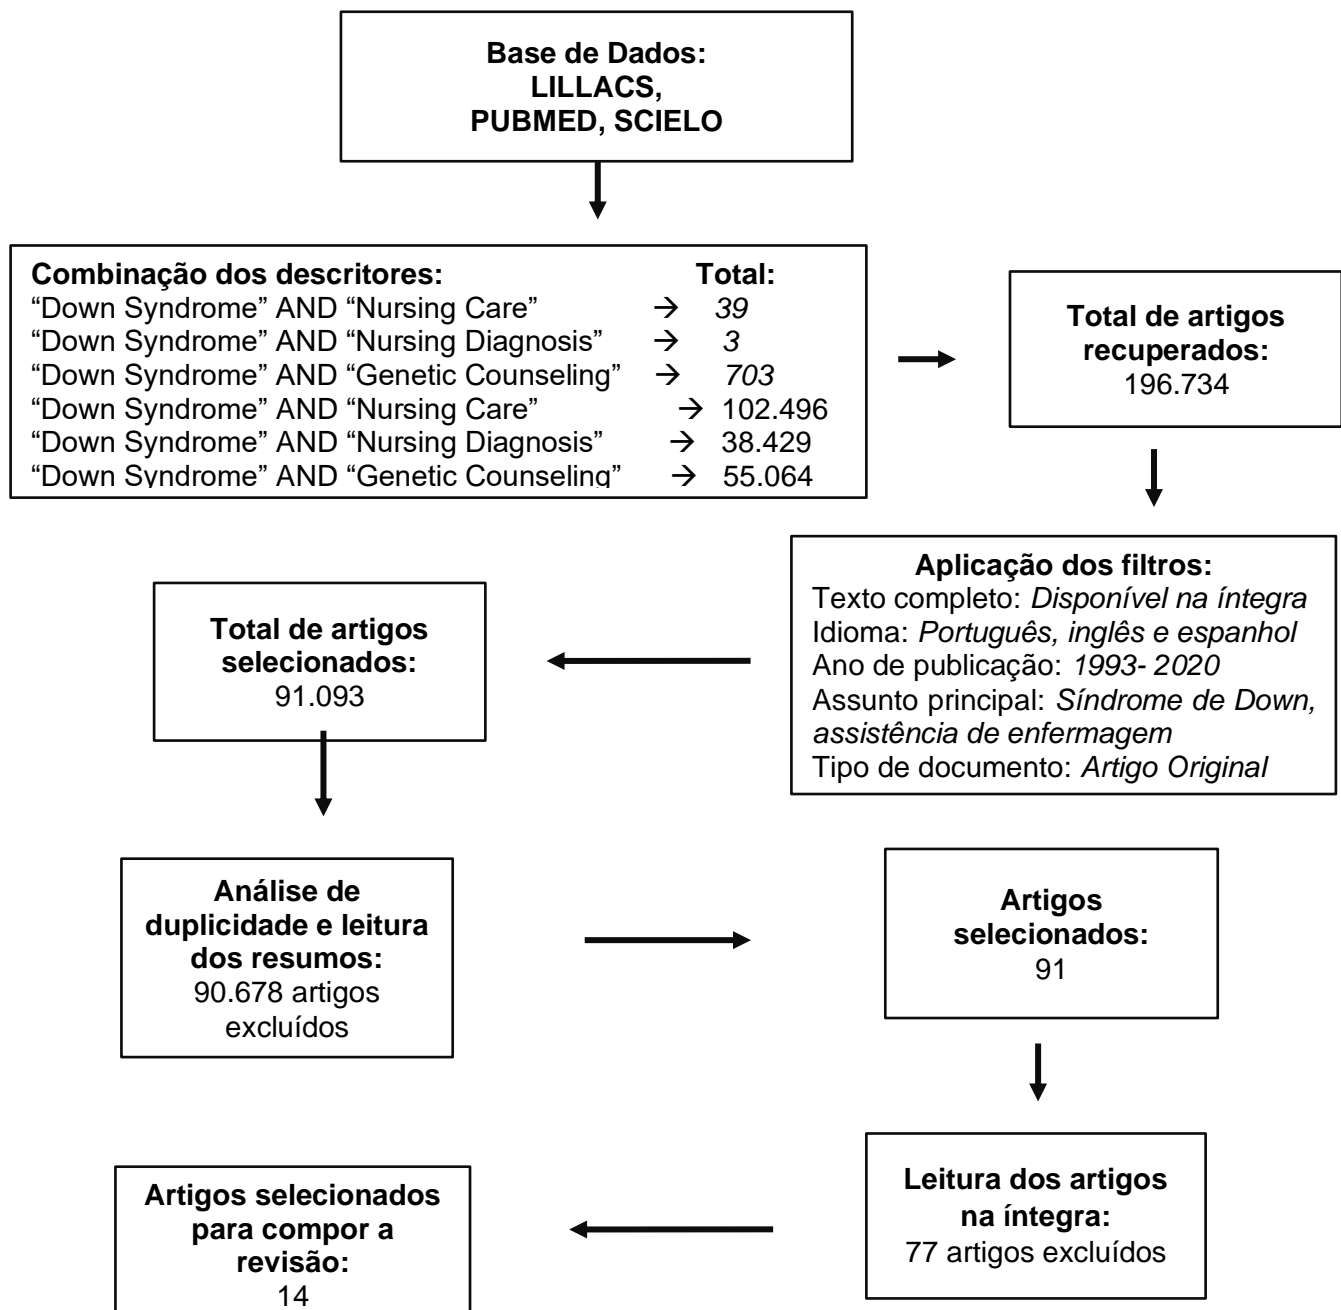 Base de Dados:
LILLACS,
PUBMED, SCIELO
Combinação dos descritores: Total:
“Down Syndrome” AND “Nursing Care” → 39
“Down Syndrome” AND “Nursing Diagnosis” → 3
“Down Syndrome” AND “Genetic Counseling” → 703
“Down Syndrome” AND “Nursing Care” → 102.496
“Down Syndrome” AND “Nursing Diagnosis” → 38.429
“Down Syndrome” AND “Genetic Counseling” → 55.064
Total de artigos
recuperados:
196.734
Aplicação dos filtros:
Texto completo: Disponível na íntegra
Idioma: Português, inglês e espanhol
Ano de publicação: 1993- 2020
Assunto principal: Síndrome de Down,
assistência de enfermagem
Tipo de documento: Artigo Original
Total de artigos
selecionados:
91.093
Análise de
duplicidade e leitura
dos resumos:
90.678 artigos
excluídos
Artigos
selecionados:
91
Leitura dos artigos
na íntegra:
77 artigos excluídos
Artigos selecionados
para compor a
revisão:
14